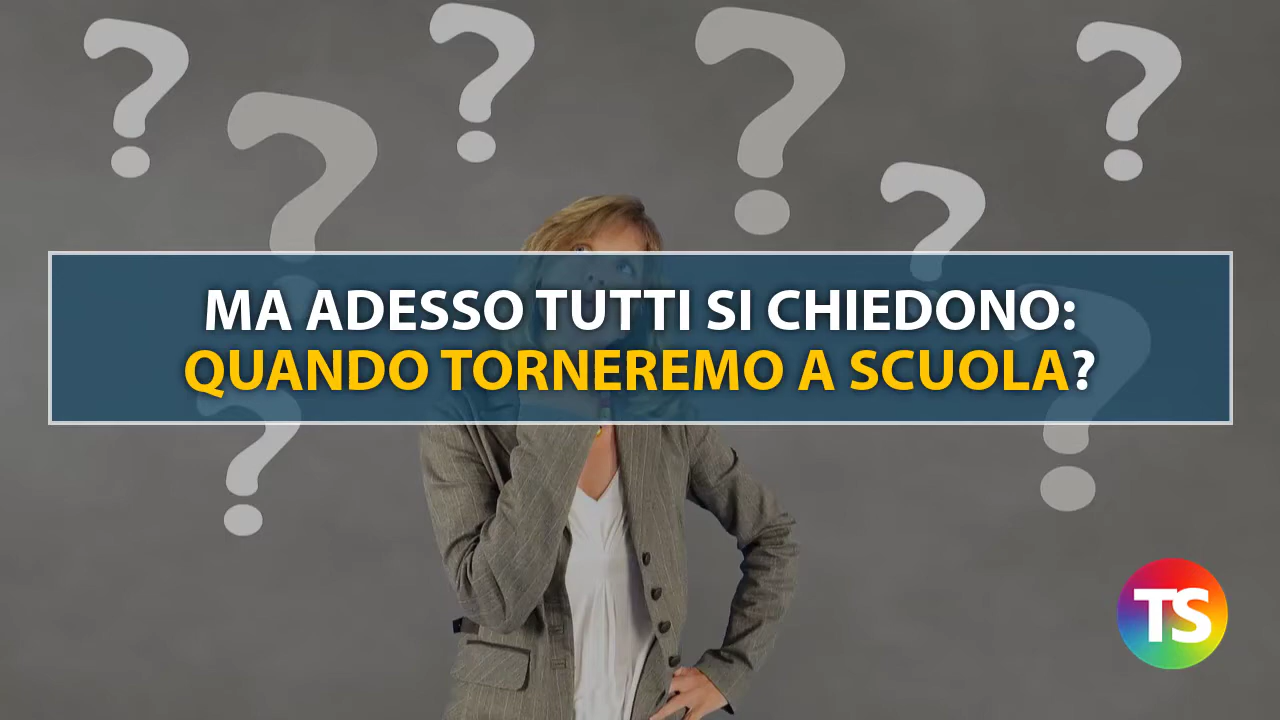 MA ADESSO TUTTI SI CHIEDONO:
QUANDO TORNEREMO A SCUOLA?
TS